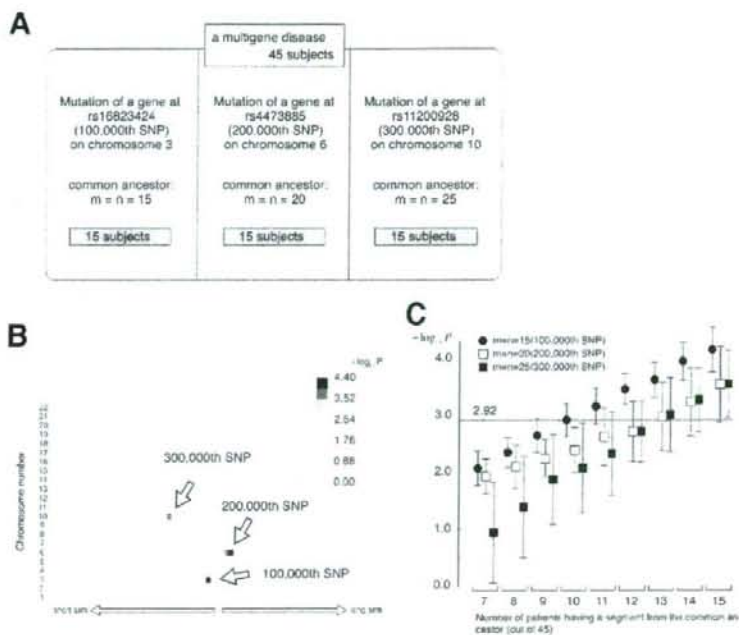 A
a multigene disease
45 subjects
Mutation of a gene at
rs16823424
(100,000th SNP)
on chromosome 3
common ancestor:
m = n = 15
15 subjects
Mutation of a gene at
rs4473885
(200,000th SNP)
on chromosome 6
common ancestor:
m = n = 20
15 subjects
Mutation of a gene at
rs11200928
(300,000th SNP)
on chromosome 10
common ancestor:
m = n = 25
15 subjects
B
4.40
3.52
2.54
1.76
0.88
0.00
Chromosome number
300,000th SNP
200,000th SNP
100,000th SNP
C
m=n=15(100,000th SNP)
m=n=20(200,000th SNP)
m=n=25(300,000th SNP)
4.0
3.0
2.92
2.0
1.0
0.0
7 8 9 10 11 12 13 14 15
Number of patients having a segment from the common an
cestor (out of 45)